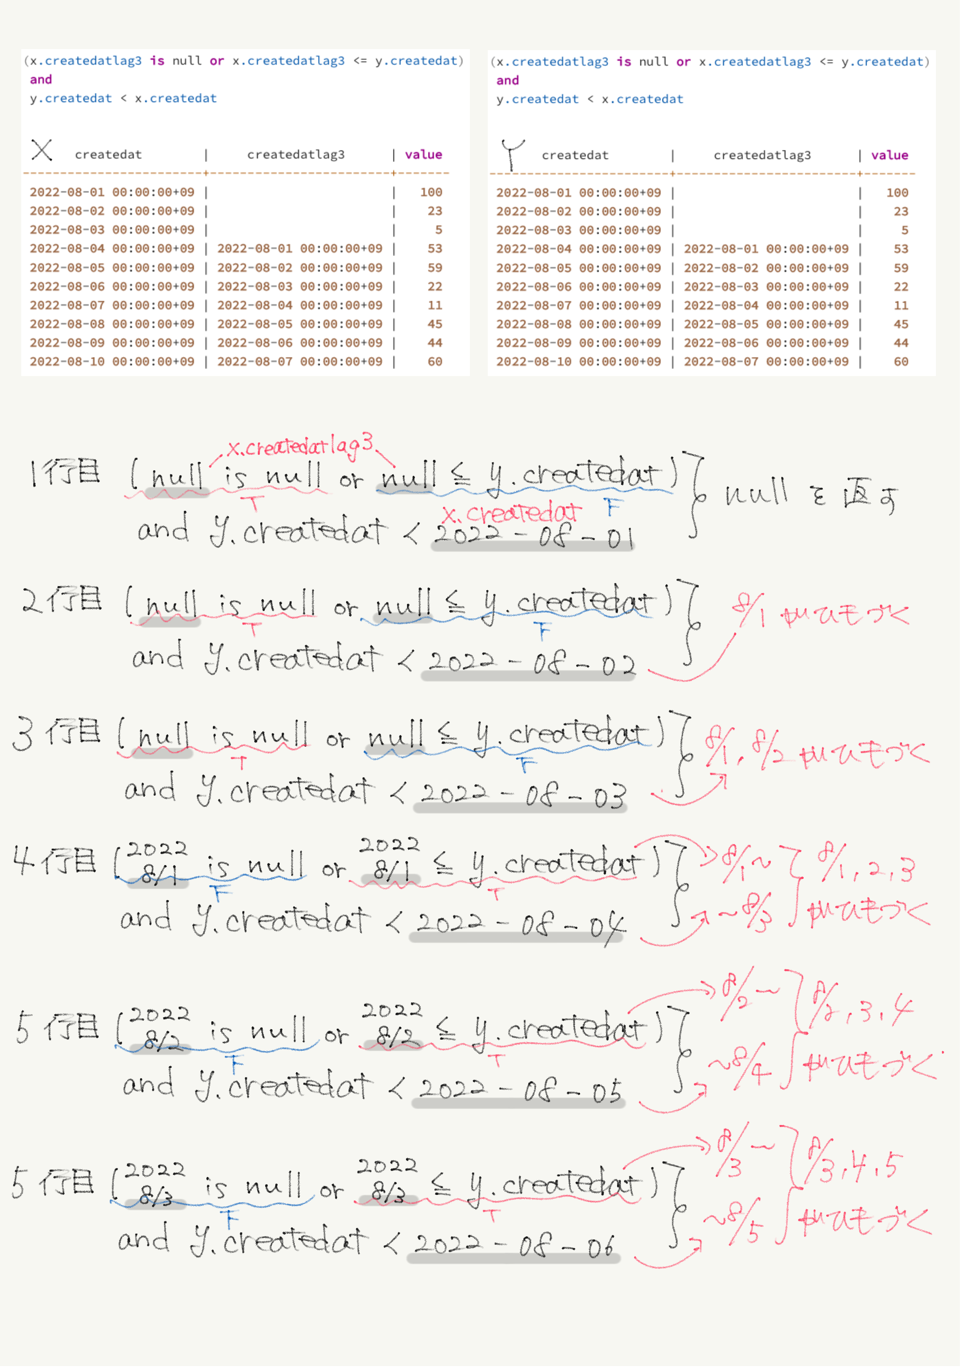 (x.createdatlag3 is null or x.createdatlag3 <= y.createdat)
and
y.createdat < x.createdat
X createdat | createdatlag3 | value
---------------------------+---------------------------+-------
2022-08-01 00:00:00+09 | | 100
2022-08-02 00:00:00+09 | | 23
2022-08-03 00:00:00+09 | | 5
2022-08-04 00:00:00+09 | 2022-08-01 00:00:00+09 | 53
2022-08-05 00:00:00+09 | 2022-08-02 00:00:00+09 | 59
2022-08-06 00:00:00+09 | 2022-08-03 00:00:00+09 | 22
2022-08-07 00:00:00+09 | 2022-08-04 00:00:00+09 | 11
2022-08-08 00:00:00+09 | 2022-08-05 00:00:00+09 | 45
2022-08-09 00:00:00+09 | 2022-08-06 00:00:00+09 | 44
2022-08-10 00:00:00+09 | 2022-08-07 00:00:00+09 | 60
(x.createdatlag3 is null or x.createdatlag3 <= y.createdat)
and
y.createdat < x.createdat
Y createdat | createdatlag3 | value
---------------------------+---------------------------+-------
2022-08-01 00:00:00+09 | | 100
2022-08-02 00:00:00+09 | | 23
2022-08-03 00:00:00+09 | | 5
2022-08-04 00:00:00+09 | 2022-08-01 00:00:00+09 | 53
2022-08-05 00:00:00+09 | 2022-08-02 00:00:00+09 | 59
2022-08-06 00:00:00+09 | 2022-08-03 00:00:00+09 | 22
2022-08-07 00:00:00+09 | 2022-08-04 00:00:00+09 | 11
2022-08-08 00:00:00+09 | 2022-08-05 00:00:00+09 | 45
2022-08-09 00:00:00+09 | 2022-08-06 00:00:00+09 | 44
2022-08-10 00:00:00+09 | 2022-08-07 00:00:00+09 | 60
x.createdatlag3
1行目 (null is null or null ≦ y.createdat) nullを返す
T x.createdat F
and y.createdat < 2022-08-01
2行目 (null is null or null ≦ y.createdat) 8/1がひもづく
T F
and y.createdat < 2022-08-02
3行目 (null is null or null ≦ y.createdat) 8/1, 8/2がひもづく
T F
and y.createdat < 2022-08-03
2022 2022
4行目 (8/1 is null or 8/1 ≦ y.createdat) 8/1~ 8/1,2,3
F T
and y.createdat < 2022-08-04 ~8/3 がひもづく
2022 2022 8/2~ 8/2,3,4
5行目 (8/2 is null or 8/2 ≦ y.createdat)
F T ~8/4 がひもづく
and y.createdat < 2022-08-05
2022 2022 8/3~ 8/3,4,5
5行目 (8/3 is null or 8/3 ≦ y.createdat)
F T ~8/5 がひもづく
and y.createdat < 2022-08-06